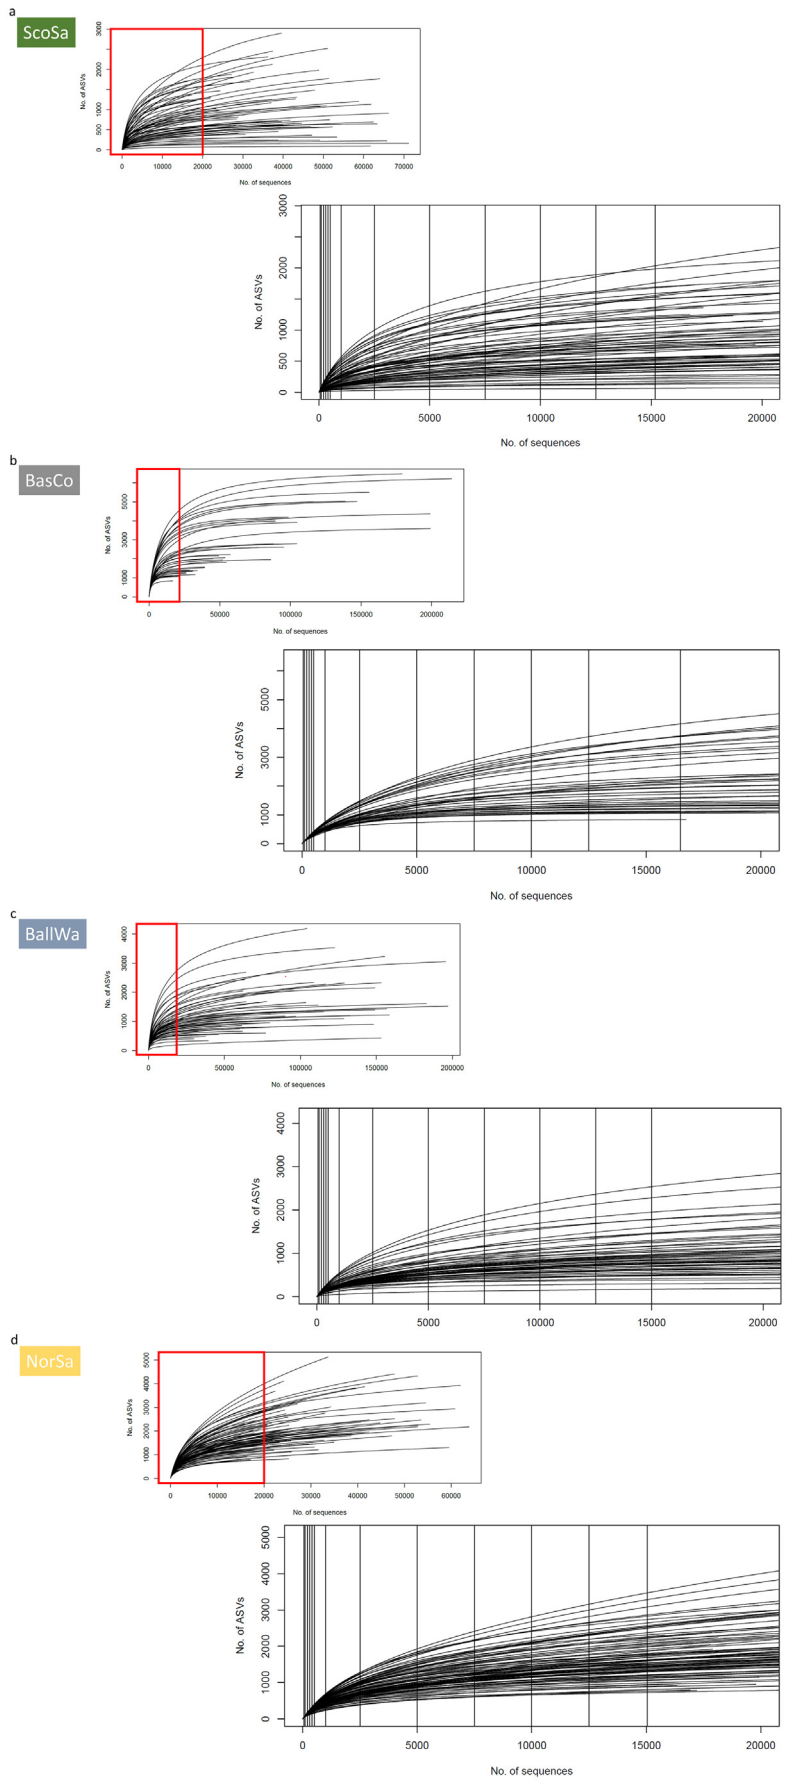 a
ScoSa
No. of ASVs
0 500 1000 2000 3000
0 10000 20000 30000 40000 50000 60000 70000
No. of sequences
No. of ASVs
0 500 1000 2000 3000
0 5000 10000 15000 20000
No. of sequences
b
BasCo
No. of ASVs
0 1000 3000 5000
0 50000 100000 150000 200000
No. of sequences
No. of ASVs
0 1000 3000 5000
0 5000 10000 15000 20000
No. of sequences
c
BallWa
No. of ASVs
0 1000 2000 3000 4000
0 50000 100000 150000 200000
No. of sequences
No. of ASVs
0 1000 2000 3000 4000
0 5000 10000 15000 20000
No. of sequences
d
NorSa
No. of ASVs
0 1000 2000 3000 4000 5000
0 10000 20000 30000 40000 50000 60000
No. of sequences
No. of ASVs
0 1000 2000 3000 4000 5000
0 5000 10000 15000 20000
No. of sequences